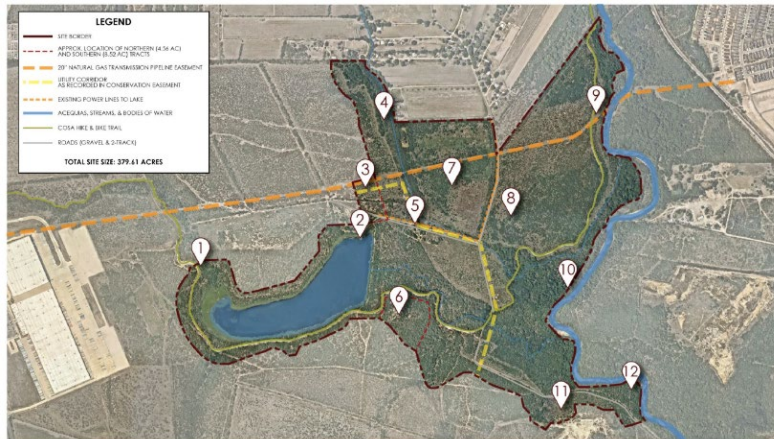 LEGEND
SITE BORDER
APPROX. LOCATION OF NORTHERN (4.36 AC)
AND SOUTHERN (8.52 AC) TRACTS
20" NATURAL GAS TRANSMISSION PIPELINE EASEMENT
UTILITY CORRIDOR
AS RECORDED IN CONSERVATION EASEMENT
EXISTING POWER LINES TO LAKE
ACEQUIAS, STREAMS, & BODIES OF WATER
COSA HIKE & BIKE TRAIL
ROADS (GRAVEL & 2-TRACK)
TOTAL SITE SIZE: 379.61 ACRES
9
4
3
7
8
2
5
1
10
6
12
11